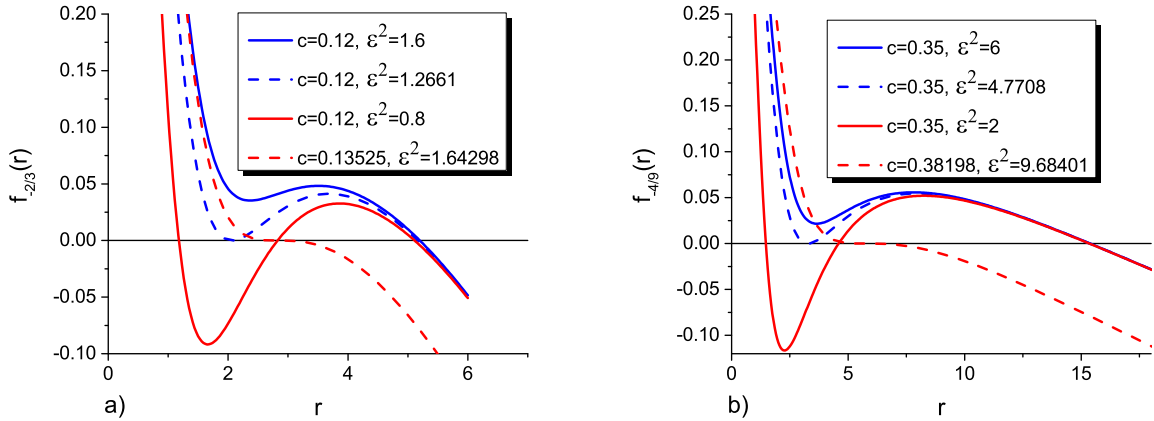 0.20
0.15
0.10
0.05
0.00
-0.05
-0.10
f-2/3(r)
c=0.12, ε²=1.6
c=0.12, ε²=1.2661
c=0.12, ε²=0.8
c=0.13525, ε²=1.64298
0 2 4 6
a) r
0.25
0.20
0.15
0.10
0.05
0.00
-0.05
-0.10
f-4/9(r)
c=0.35, ε²=6
c=0.35, ε²=4.7708
c=0.35, ε²=2
c=0.38198, ε²=9.68401
0 5 10 15
b) r